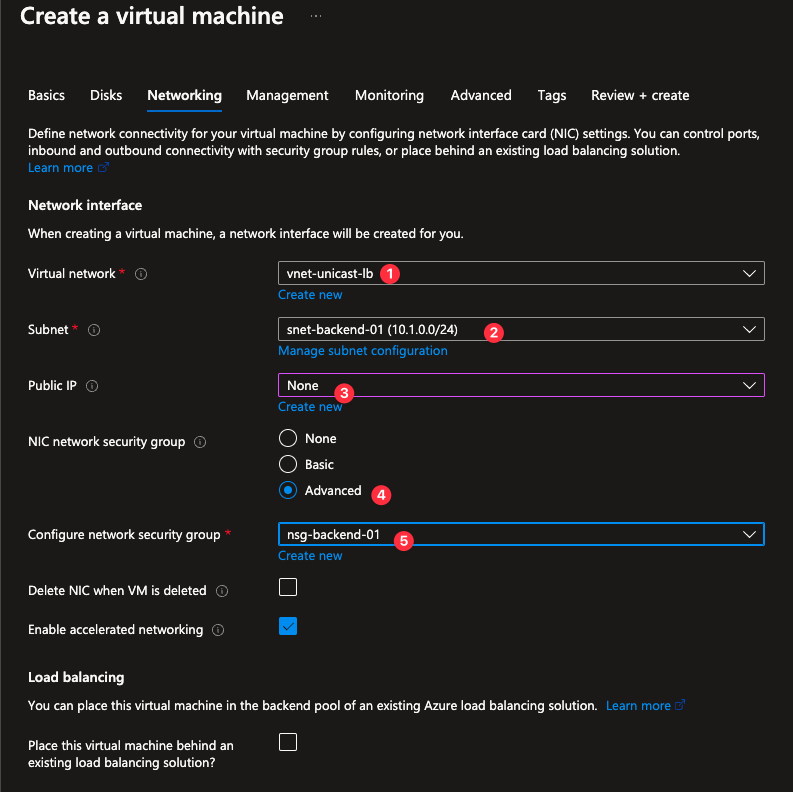 Create a virtual machine ...
Basics Disks Networking Management Monitoring Advanced Tags Review + create
Define network connectivity for your virtual machine by configuring network interface card (NIC) settings. You can control ports,
inbound and outbound connectivity with security group rules, or place behind an existing load balancing solution.
Learn more
Network interface
When creating a virtual machine, a network interface will be created for you.
Virtual network *
vnet-unicast-lb 1
Create new
Subnet *
snet-backend-01 (10.1.0.0/24) 2
Manage subnet configuration
Public IP
None 3
Create new
NIC network security group
None
Basic
Advanced 4
Configure network security group *
nsg-backend-01 5
Create new
Delete NIC when VM is deleted
Enable accelerated networking
Load balancing
You can place this virtual machine in the backend pool of an existing Azure load balancing solution. Learn more
Place this virtual machine behind an
existing load balancing solution?